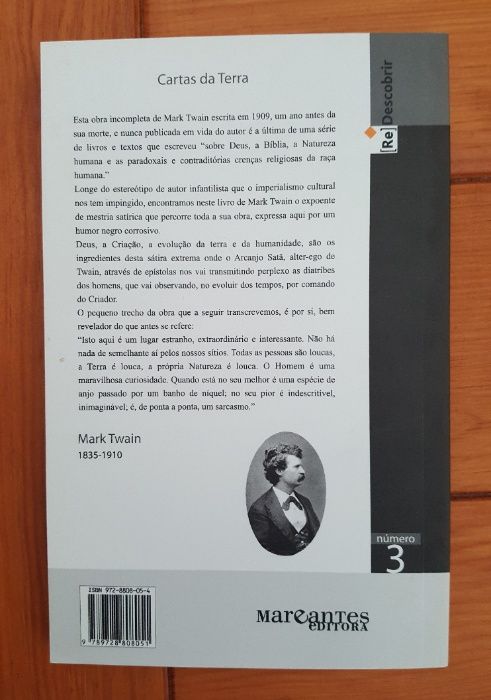 Cartas da Terra
Esta obra incompleta de Mark Twain escrita em 1909, um ano antes da
sua morte, e nunca publicada em vida do autor é a última de uma série
de livros e textos que escreveu “sobre Deus, a Bíblia, a Natureza
humana e as paradoxais e contraditórias crenças religiosas da raça
humana.”
Longe do estereótipo de autor infantilista que o imperialismo cultural
nos tem impingido, encontramos neste livro de Mark Twain o expoente
de mestria satírica que percorre toda a sua obra, expressa aqui por um
humor negro corrosivo.
Deus, a Criação, a evolução da terra e da humanidade, são os
ingredientes desta sátira extrema onde o Arcanjo Satã, alter-ego de
Twain, através de epístolas nos vai transmitindo perplexo as diatribes
dos homens, que vai observando, no evoluir dos tempos, por comando
do Criador.
O pequeno trecho da obra que a seguir transcrevemos, é por si, bem
revelador do que antes se refere:
“Isto aqui é um lugar estranho, extraordinário e interessante. Não há
nada de semelhante aí pelos nossos sítios. Todas as pessoas são loucas,
a Terra é louca, a própria Natureza é louca. O Homem é uma
maravilhosa curiosidade. Quando está no seu melhor é uma espécie de
anjo passado por um banho de níquel; no seu pior é indescritível,
inimaginável; é, de ponta a ponta, um sarcasmo.”
Mark Twain
1835-1910
[Re]Descobrir
número
3
ISBN 972-8808-05-4
9 789728 808051
Mareantes
EDITORA